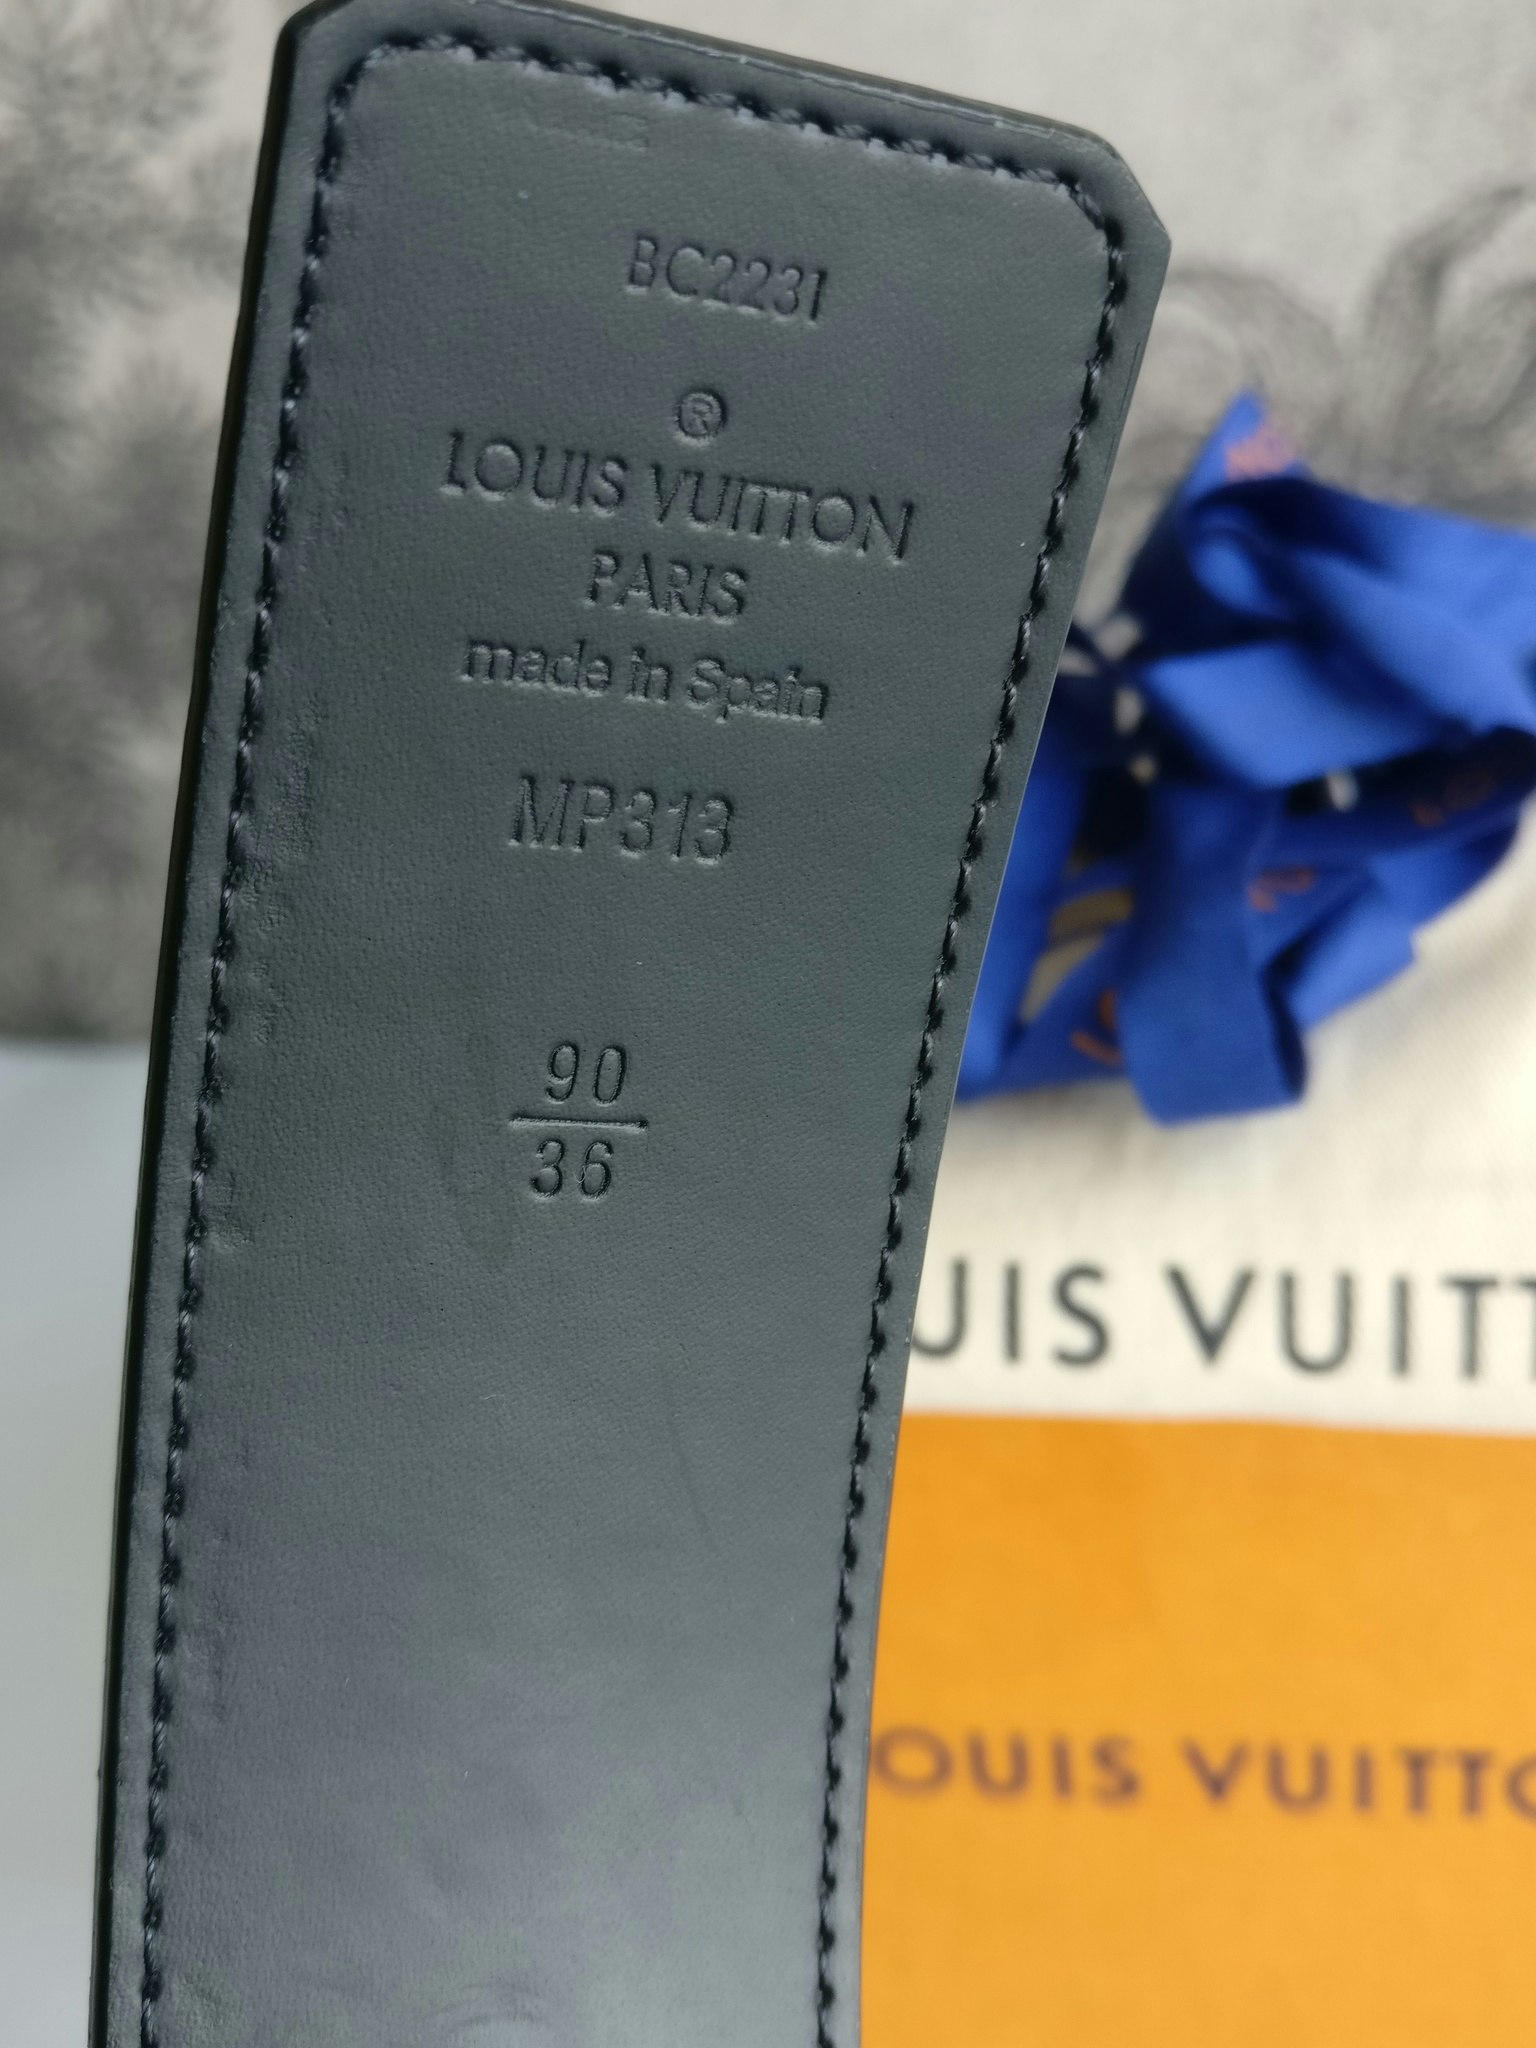 BC2231
®
LOUIS VUITTON
PARIS
made in Spain
MP313
90
36
UIS VUITT
OUIS VUITTO